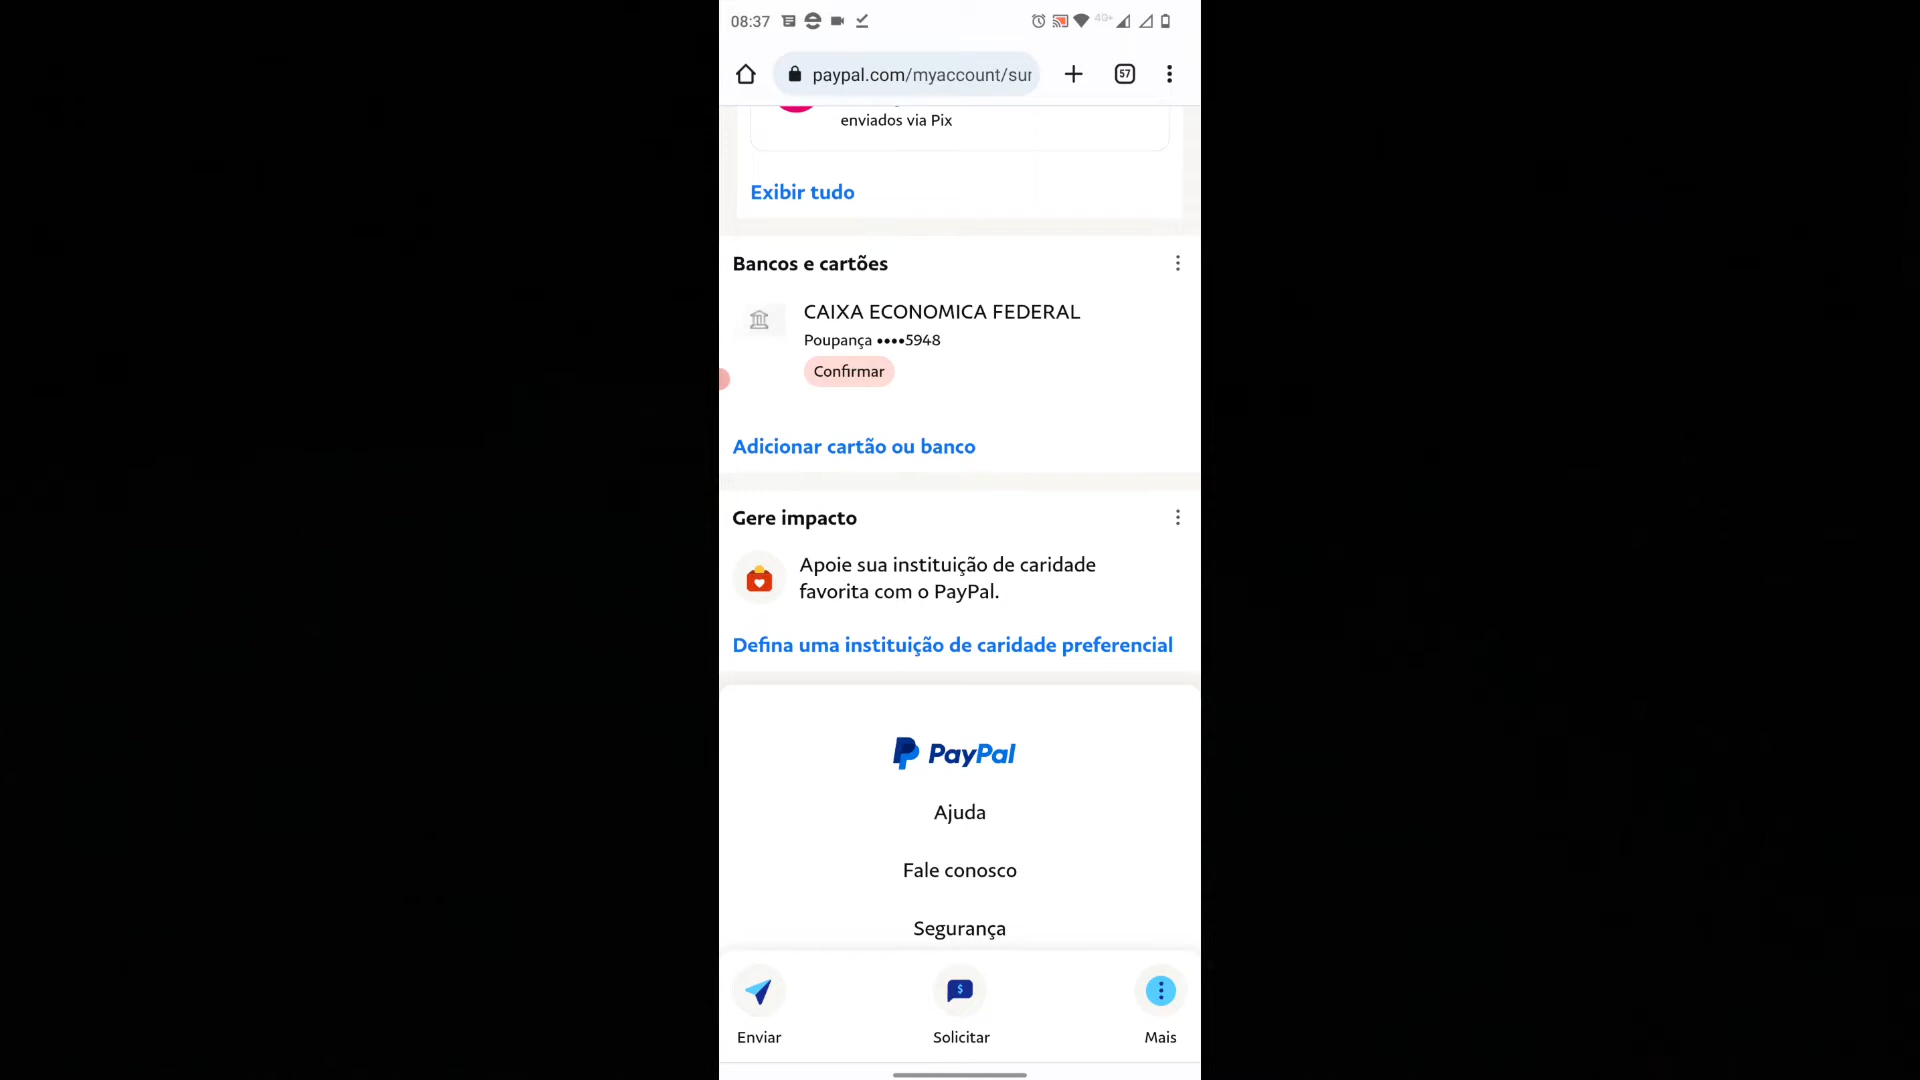 08:37
4G+
paypal.com/myaccount/sur
57
enviados via Pix
Exibir tudo
Bancos e cartões
CAIXA ECONOMICA FEDERAL
Poupança ••••5948
Confirmar
Adicionar cartão ou banco
Gere impacto
Apoie sua instituição de caridade
favorita com o PayPal.
Defina uma instituição de caridade preferencial
PayPal
Ajuda
Fale conosco
Segurança
Enviar
Solicitar
Mais